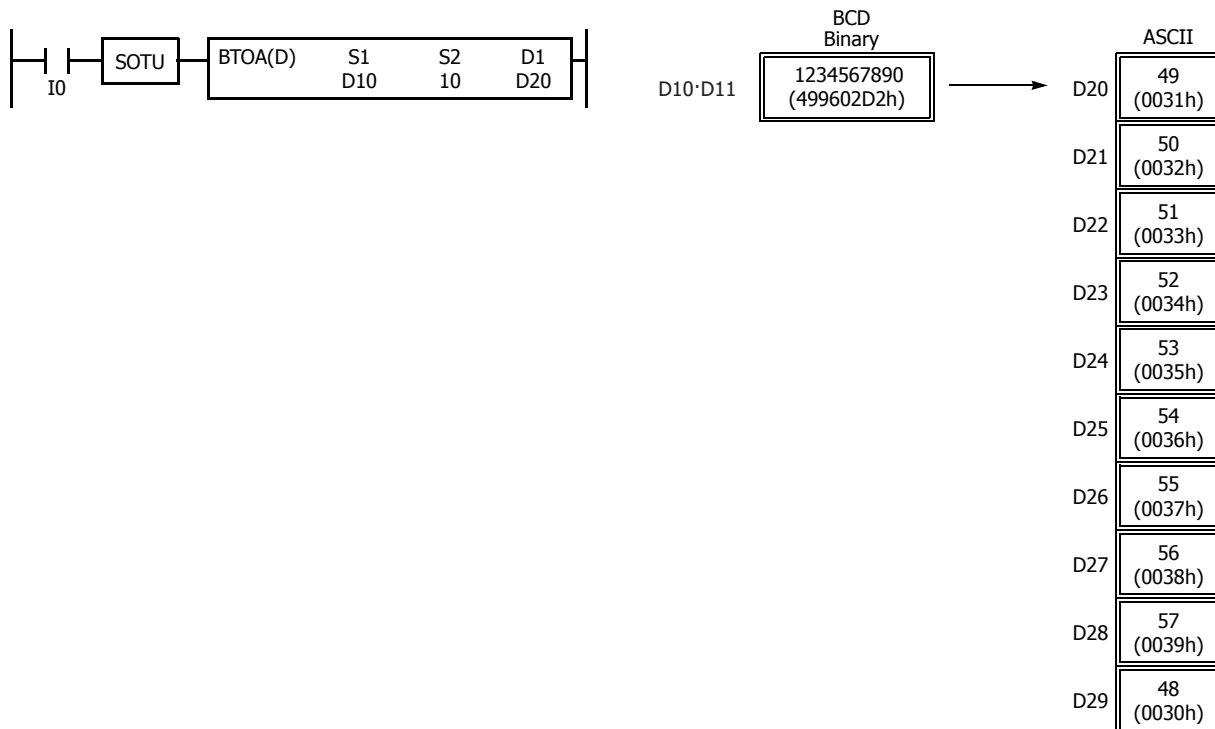 I0
SOTU
BTOA(D) S1 S2 D1
D10 10 D20
BCD
Binary
D10·D11
1234567890
(499602D2h)
ASCII
D20
49
(0031h)
D21
50
(0032h)
D22
51
(0033h)
D23
52
(0034h)
D24
53
(0035h)
D25
54
(0036h)
D26
55
(0037h)
D27
56
(0038h)
D28
57
(0039h)
D29
48
(0030h)